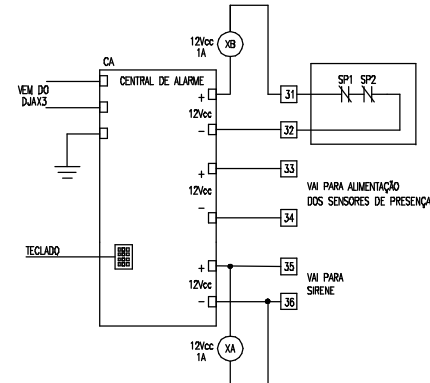 12Vcc
1A
XB
CA
CENTRAL DE ALARME
VEM DO
DJAX3
+
12Vcc
-
31
32
SP1 SP2
+
12Vcc
-
33
34
VAI PARA ALIMENTAÇÃO
DOS SENSORES DE PRESENÇA
TECLADO
+
12Vcc
-
35
36
VAI PARA
SIRENE
12Vcc
1A
XA